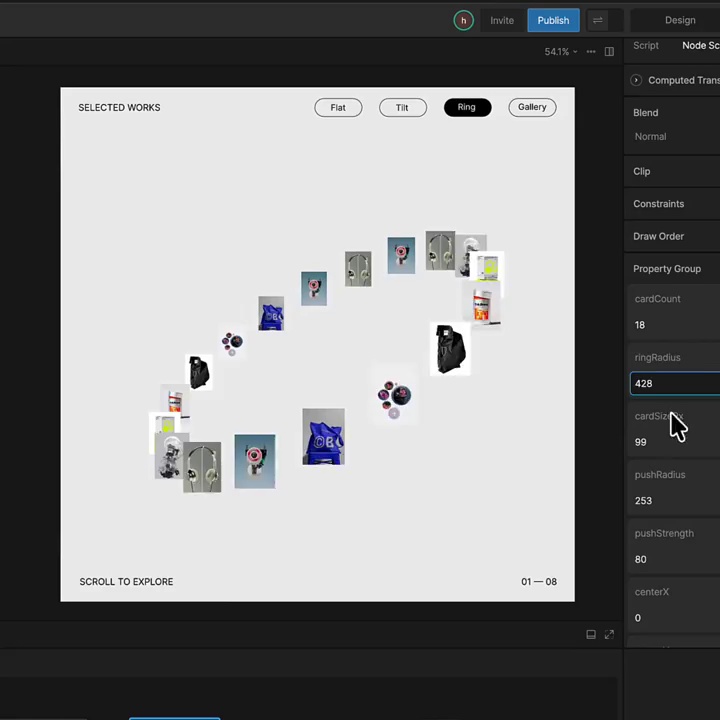 h Invite Publish Design
54.1%
Script Node Sc
Computed Trans
Blend
Normal
Clip
Constraints
Draw Order
Property Group
cardCount
18
ringRadius
428
99
pushRadius
253
pushStrength
80
centerX
0
SELECTED WORKS Flat Tilt Ring Gallery
SCROLL TO EXPLORE 01 — 08